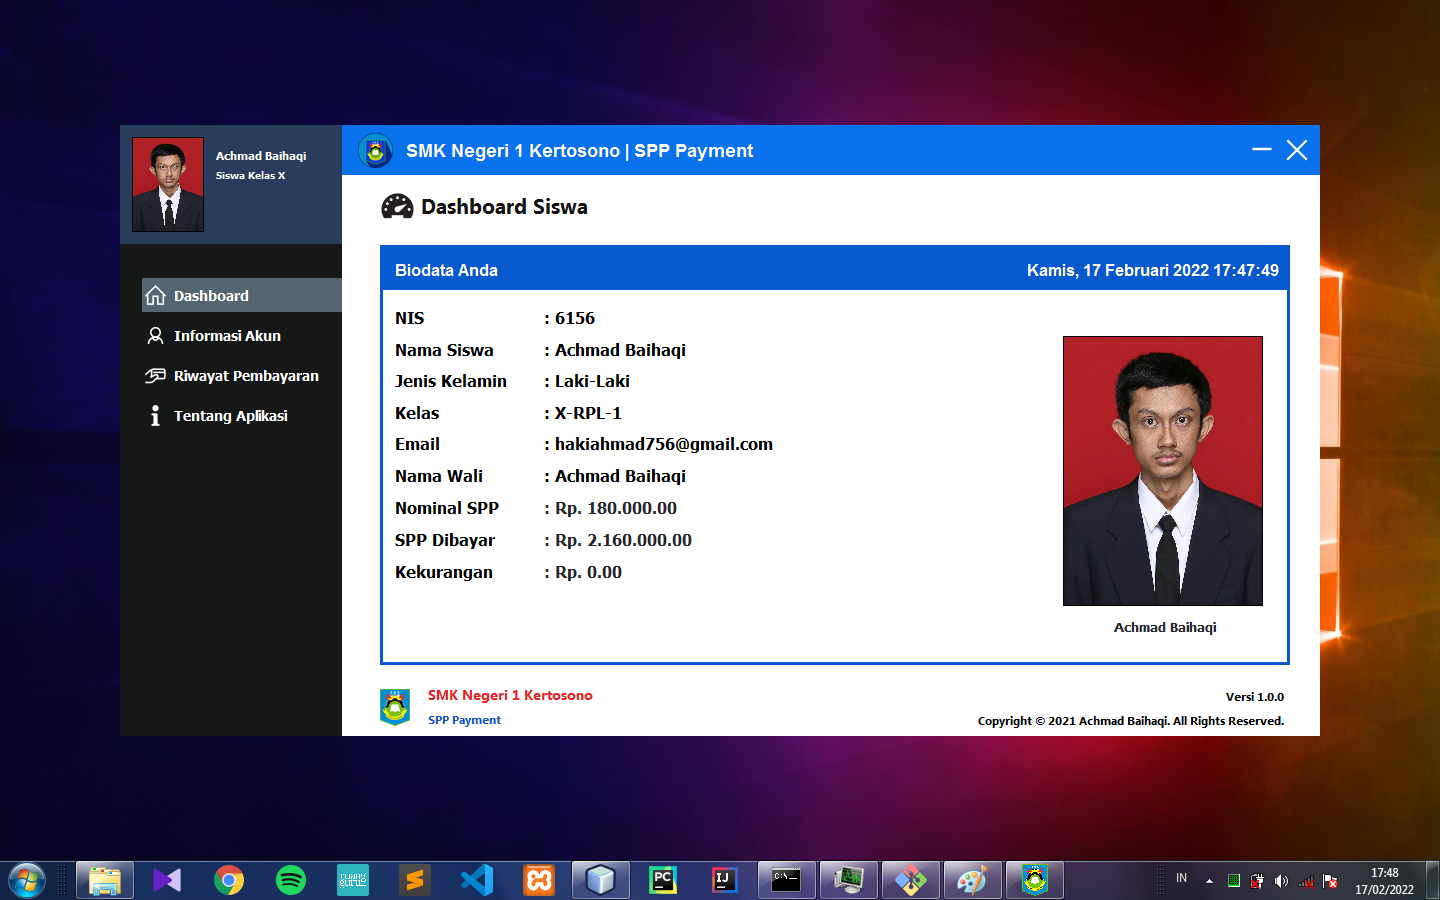 Achmad Baihaqi
Siswa Kelas X
SMK Negeri 1 Kertosono | SPP Payment
Dashboard
Informasi Akun
Riwayat Pembayaran
Tentang Aplikasi
Dashboard Siswa
Biodata Anda Kamis, 17 Februari 2022 17:47:49
NIS : 6156
Nama Siswa : Achmad Baihaqi
Jenis Kelamin : Laki-Laki
Kelas : X-RPL-1
Email : hakiahmad756@gmail.com
Nama Wali : Achmad Baihaqi
Nominal SPP : Rp. 180.000.00
SPP Dibayar : Rp. 2.160.000.00
Kekurangan : Rp. 0.00
Achmad Baihaqi
SMK Negeri 1 Kertosono
SPP Payment
Versi 1.0.0
Copyright © 2021 Achmad Baihaqi. All Rights Reserved.
ruang guru
PC
IJ
C:\_
IN
17:48
17/02/2022